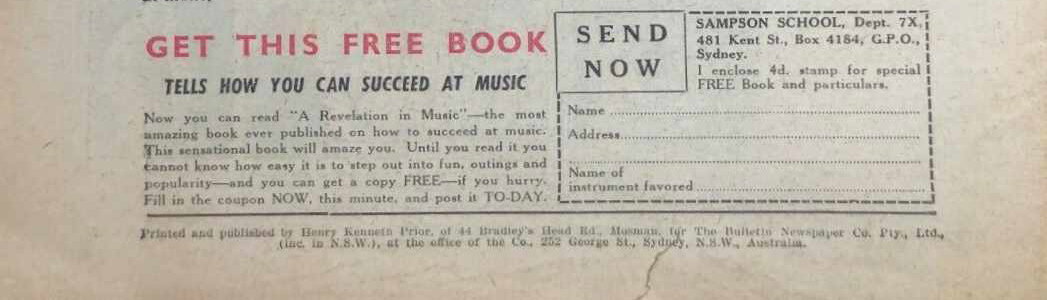 GET THIS FREE BOOK
TELLS HOW YOU CAN SUCCEED AT MUSIC
Now you can read "A Revelation in Music"—the most
amazing book ever published on how to succeed at music.
This sensational book will amaze you. Until you read it you
cannot know how easy it is to step out into fun, outings and
popularity—and you can get a copy FREE—if you hurry.
Fill in the coupon NOW, this minute, and post it TO-DAY.
SEND
NOW
SAMPSON SCHOOL, Dept. 7X,
481 Kent St., Box 4184, G.P.O.,
Sydney.
I enclose 4d. stamp for special
FREE Book and particulars.
Name
Address
Name of
instrument favored
Printed and published by Henry Kenneth Prior, of 44 Bradley's Head Rd., Mosman, for The Bulletin Newspaper Co. Pty., Ltd.,
(inc. in N.S.W.), at the office of the Co., 252 George St., Sydney, N.S.W., Australia.